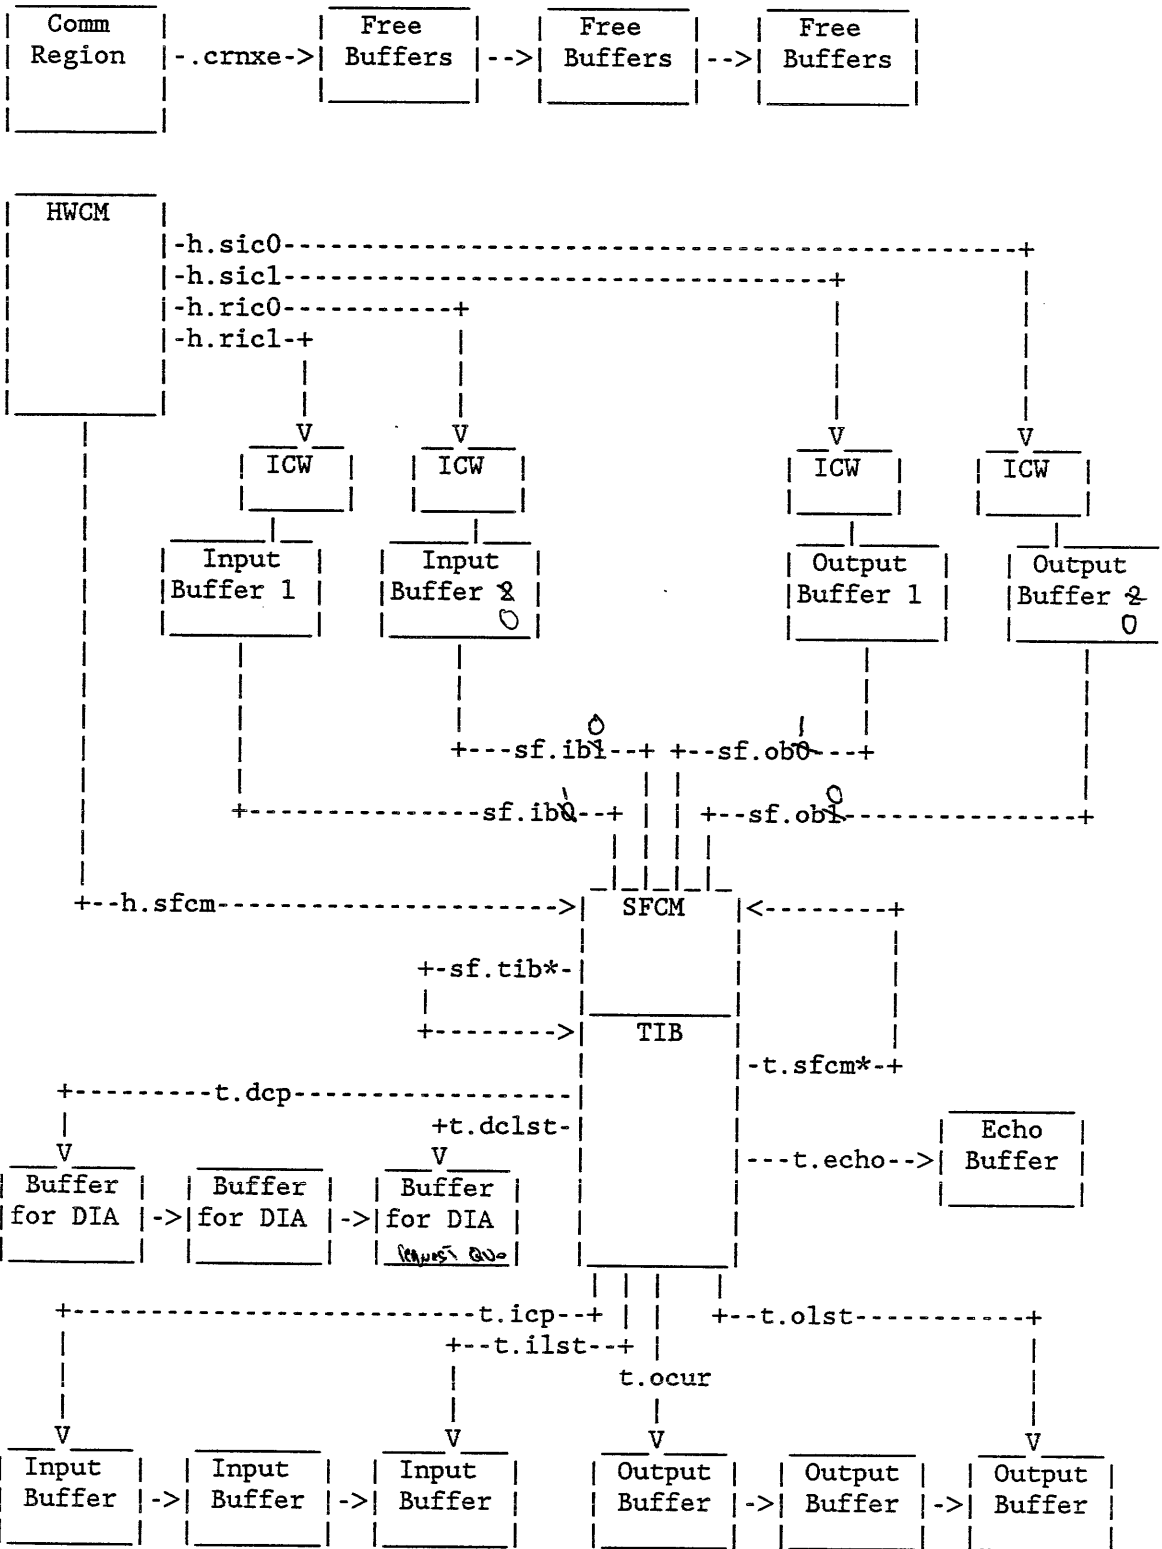 Comm Free Free Free
Region -.crnxe-> Buffers --> Buffers --> Buffers
HWCM
-h.sic0-
-h.sic1-
-h.ric0-
-h.ric1-
V V V V
ICW ICW ICW ICW
Input Input Output Output
Buffer 1 Buffer 2 Buffer 1 Buffer 2
0 0
0 1
sf.ib1 sf.ob0
1 0
sf.ib0 sf.ob1
h.sfcm SFCM
sf.tib*
TIB
t.sfcm*
t.dcp
t.dclst Echo
V V t.echo Buffer
Buffer Buffer Buffer
for DIA -> for DIA -> for DIA
t.icp t.olst
t.ilst
t.ocur
V V V V
Input Input Input Output Output Output
Buffer -> Buffer -> Buffer Buffer -> Buffer -> Buffer